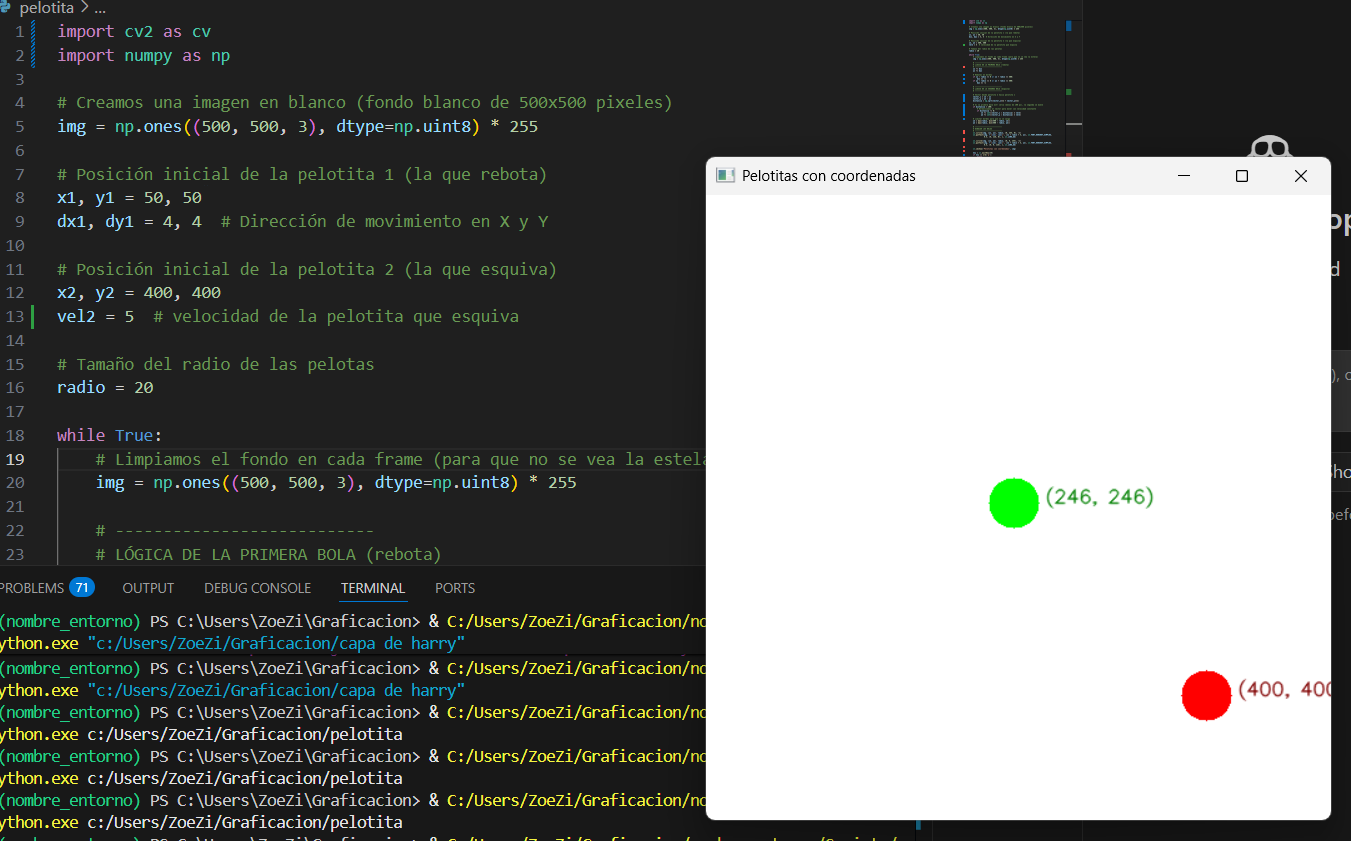 pelotita > ...
1 import cv2 as cv
2 import numpy as np
3
4 # Creamos una imagen en blanco (fondo blanco de 500x500 pixeles)
5 img = np.ones((500, 500, 3), dtype=np.uint8) * 255
6
7 # Posición inicial de la pelotita 1 (la que rebota)
8 x1, y1 = 50, 50
9 dx1, dy1 = 4, 4  # Dirección de movimiento en X y Y
10
11 # Posición inicial de la pelotita 2 (la que esquiva)
12 x2, y2 = 400, 400
13 vel2 = 5  # velocidad de la pelotita que esquiva
14
15 # Tamaño del radio de las pelotas
16 radio = 20
17
18 while True:
19 # Limpiamos el fondo en cada frame (para que no se vea la estela
20 img = np.ones((500, 500, 3), dtype=np.uint8) * 255
21
22 # ---------------------------
23 # LÓGICA DE LA PRIMERA BOLA (rebota)
Pelotitas con coordenadas
(246, 246)
(400, 400
PROBLEMS 71 OUTPUT DEBUG CONSOLE TERMINAL PORTS
(nombre_entorno) PS C:\Users\ZoeZi\Graficacion> & C:/Users/ZoeZi/Graficacion/no
ython.exe "c:/Users/ZoeZi/Graficacion/capa de harry"
(nombre_entorno) PS C:\Users\ZoeZi\Graficacion> & C:/Users/ZoeZi/Graficacion/no
ython.exe "c:/Users/ZoeZi/Graficacion/capa de harry"
(nombre_entorno) PS C:\Users\ZoeZi\Graficacion> & C:/Users/ZoeZi/Graficacion/no
ython.exe c:/Users/ZoeZi/Graficacion/pelotita
(nombre_entorno) PS C:\Users\ZoeZi\Graficacion> & C:/Users/ZoeZi/Graficacion/no
ython.exe c:/Users/ZoeZi/Graficacion/pelotita
(nombre_entorno) PS C:\Users\ZoeZi\Graficacion> & C:/Users/ZoeZi/Graficacion/no
ython.exe c:/Users/ZoeZi/Graficacion/pelotita